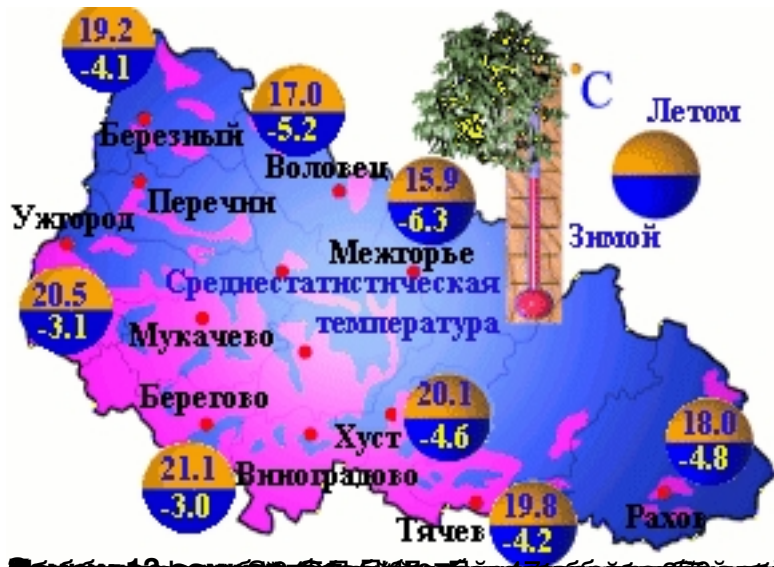 19.2
-4.1
17.0
-5.2
°C
Летом
Березный
Воловец
15.9
-6.3
Перечин
Ужгород
Зимой
Межгорье
Среднестатистическая
температура
20.5
-3.1
Мукачево
Берегово
20.1
-4.6
Хуст
18.0
-4.8
Виноградово
21.1
-3.0
19.8
-4.2
Тячев
Рахов